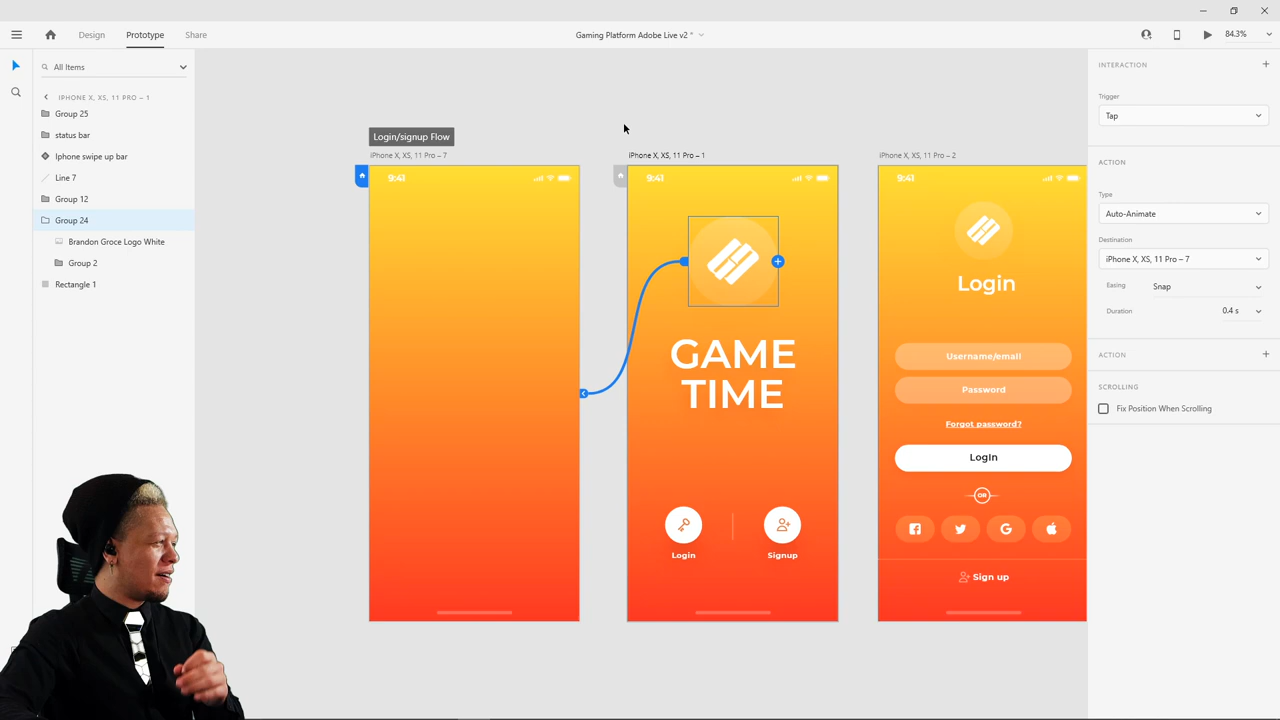 Design
Prototype
Share
Gaming Platform Adobe Live v2 *
84.3%
All Items
IPHONE X, XS, 11 PRO – 1
Group 25
status bar
Iphone swipe up bar
Line 7
Group 12
Group 24
Brandon Groce Logo White
Group 2
Rectangle 1
Login/signup Flow
iPhone X, XS, 11 Pro – 7
9:41
iPhone X, XS, 11 Pro – 1
9:41
GAME
TIME
Login
Signup
iPhone X, XS, 11 Pro – 2
9:41
Login
Username/email
Password
Forgot password?
Login
OR
Sign up
INTERACTION
Trigger
Tap
ACTION
Type
Auto-Animate
Destination
iPhone X, XS, 11 Pro – 7
Easing
Snap
Duration
0.4 s
ACTION
SCROLLING
Fix Position When Scrolling